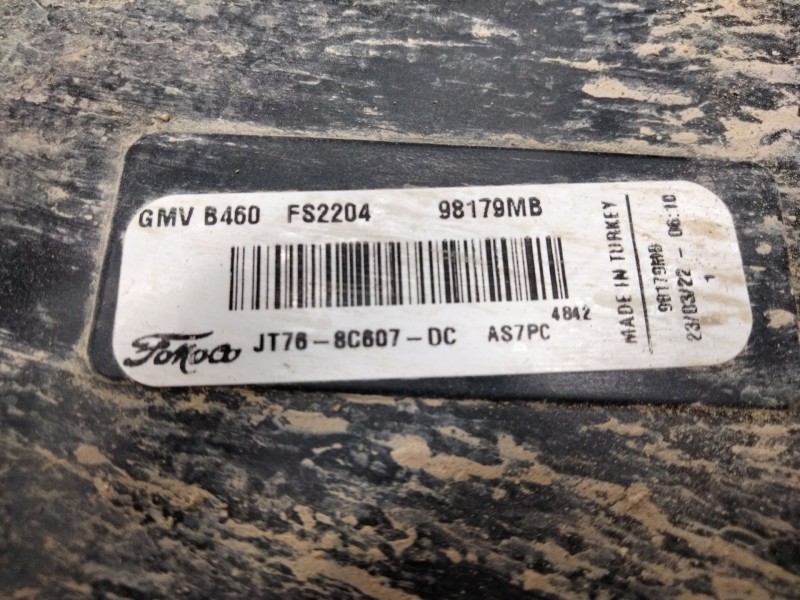 GMV B460 FS2204 98179MB
4842
FoMoCo JT76-8C607-DC AS7PC
MADE IN TURKEY
98179MB
23/03/22 - 06:10
1